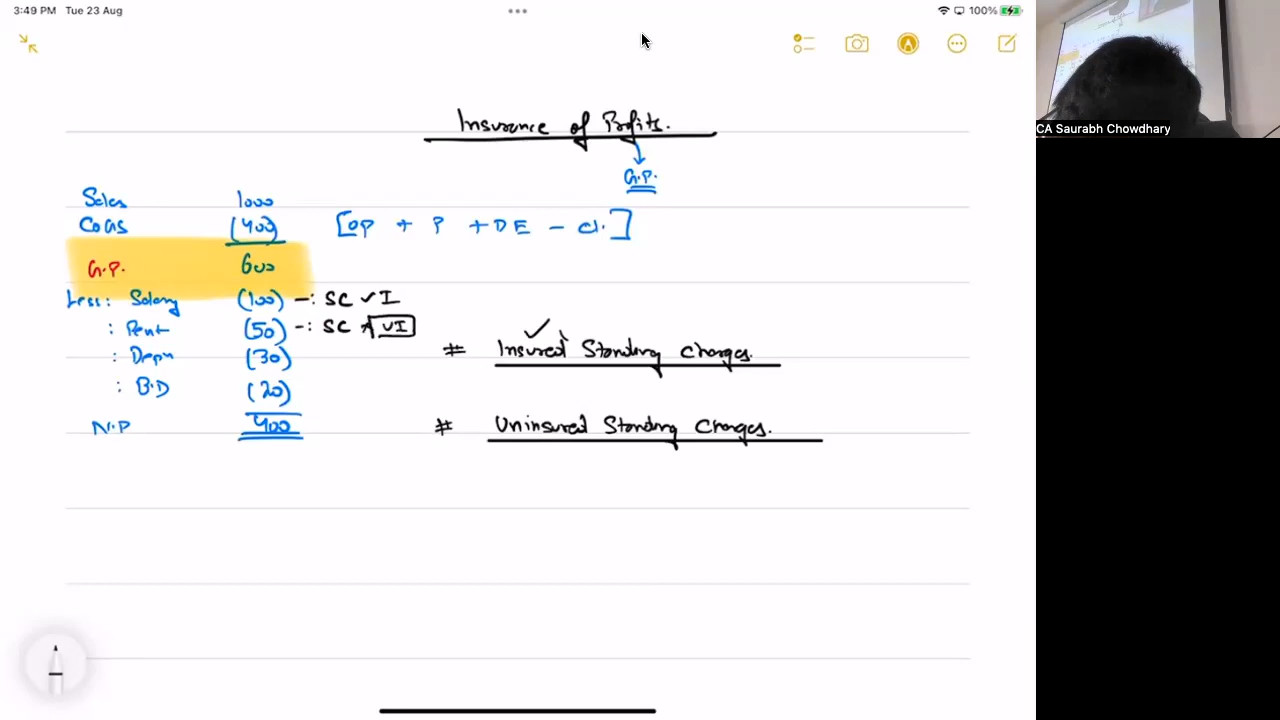 3:49 PM Tue 23 Aug
100%
CA Saurabh Chowdhary
Insurance of Profits.
G.P.
Sales 1000
COGS (400) [OP + P + DE - Cl.]
G.P. 600
Less: Salary (100) -: SC ✓ I
: Rent (50) -: SC UI
: Depn (30)
# Insured Standing Charges.
: B.D (20)
N.P 400
# Uninsured Standing Charges.